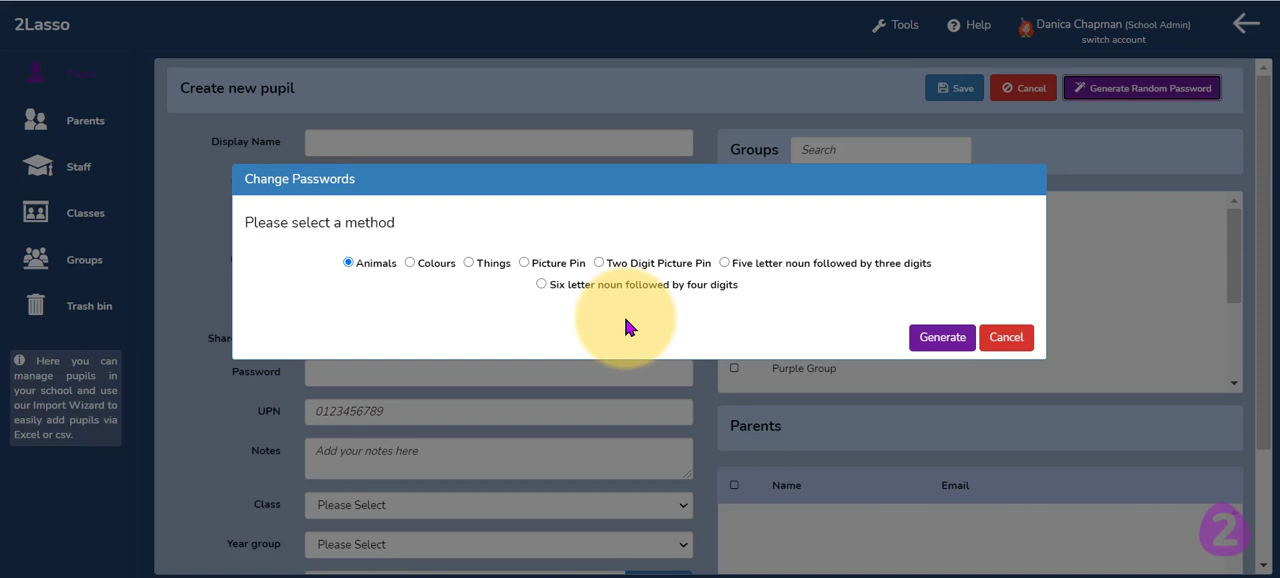 2Lasso
Tools
Help
Danica Chapman (School Admin)
switch account
Parents
Staff
Classes
Groups
Trash bin
Here you can
manage pupils in
your school and use
our Import Wizard to
easily add pupils via
Excel or csv.
Create new pupil
Save
Cancel
Generate Random Password
Display Name
Groups
Search
Change Passwords
Please select a method
Animals Colours Things Picture Pin Two Digit Picture Pin Five letter noun followed by three digits
Six letter noun followed by four digits
Generate
Cancel
Shar
Password
UPN
0123456789
Notes
Add your notes here
Class
Please Select
Year group
Please Select
Purple Group
Parents
Name
Email
2